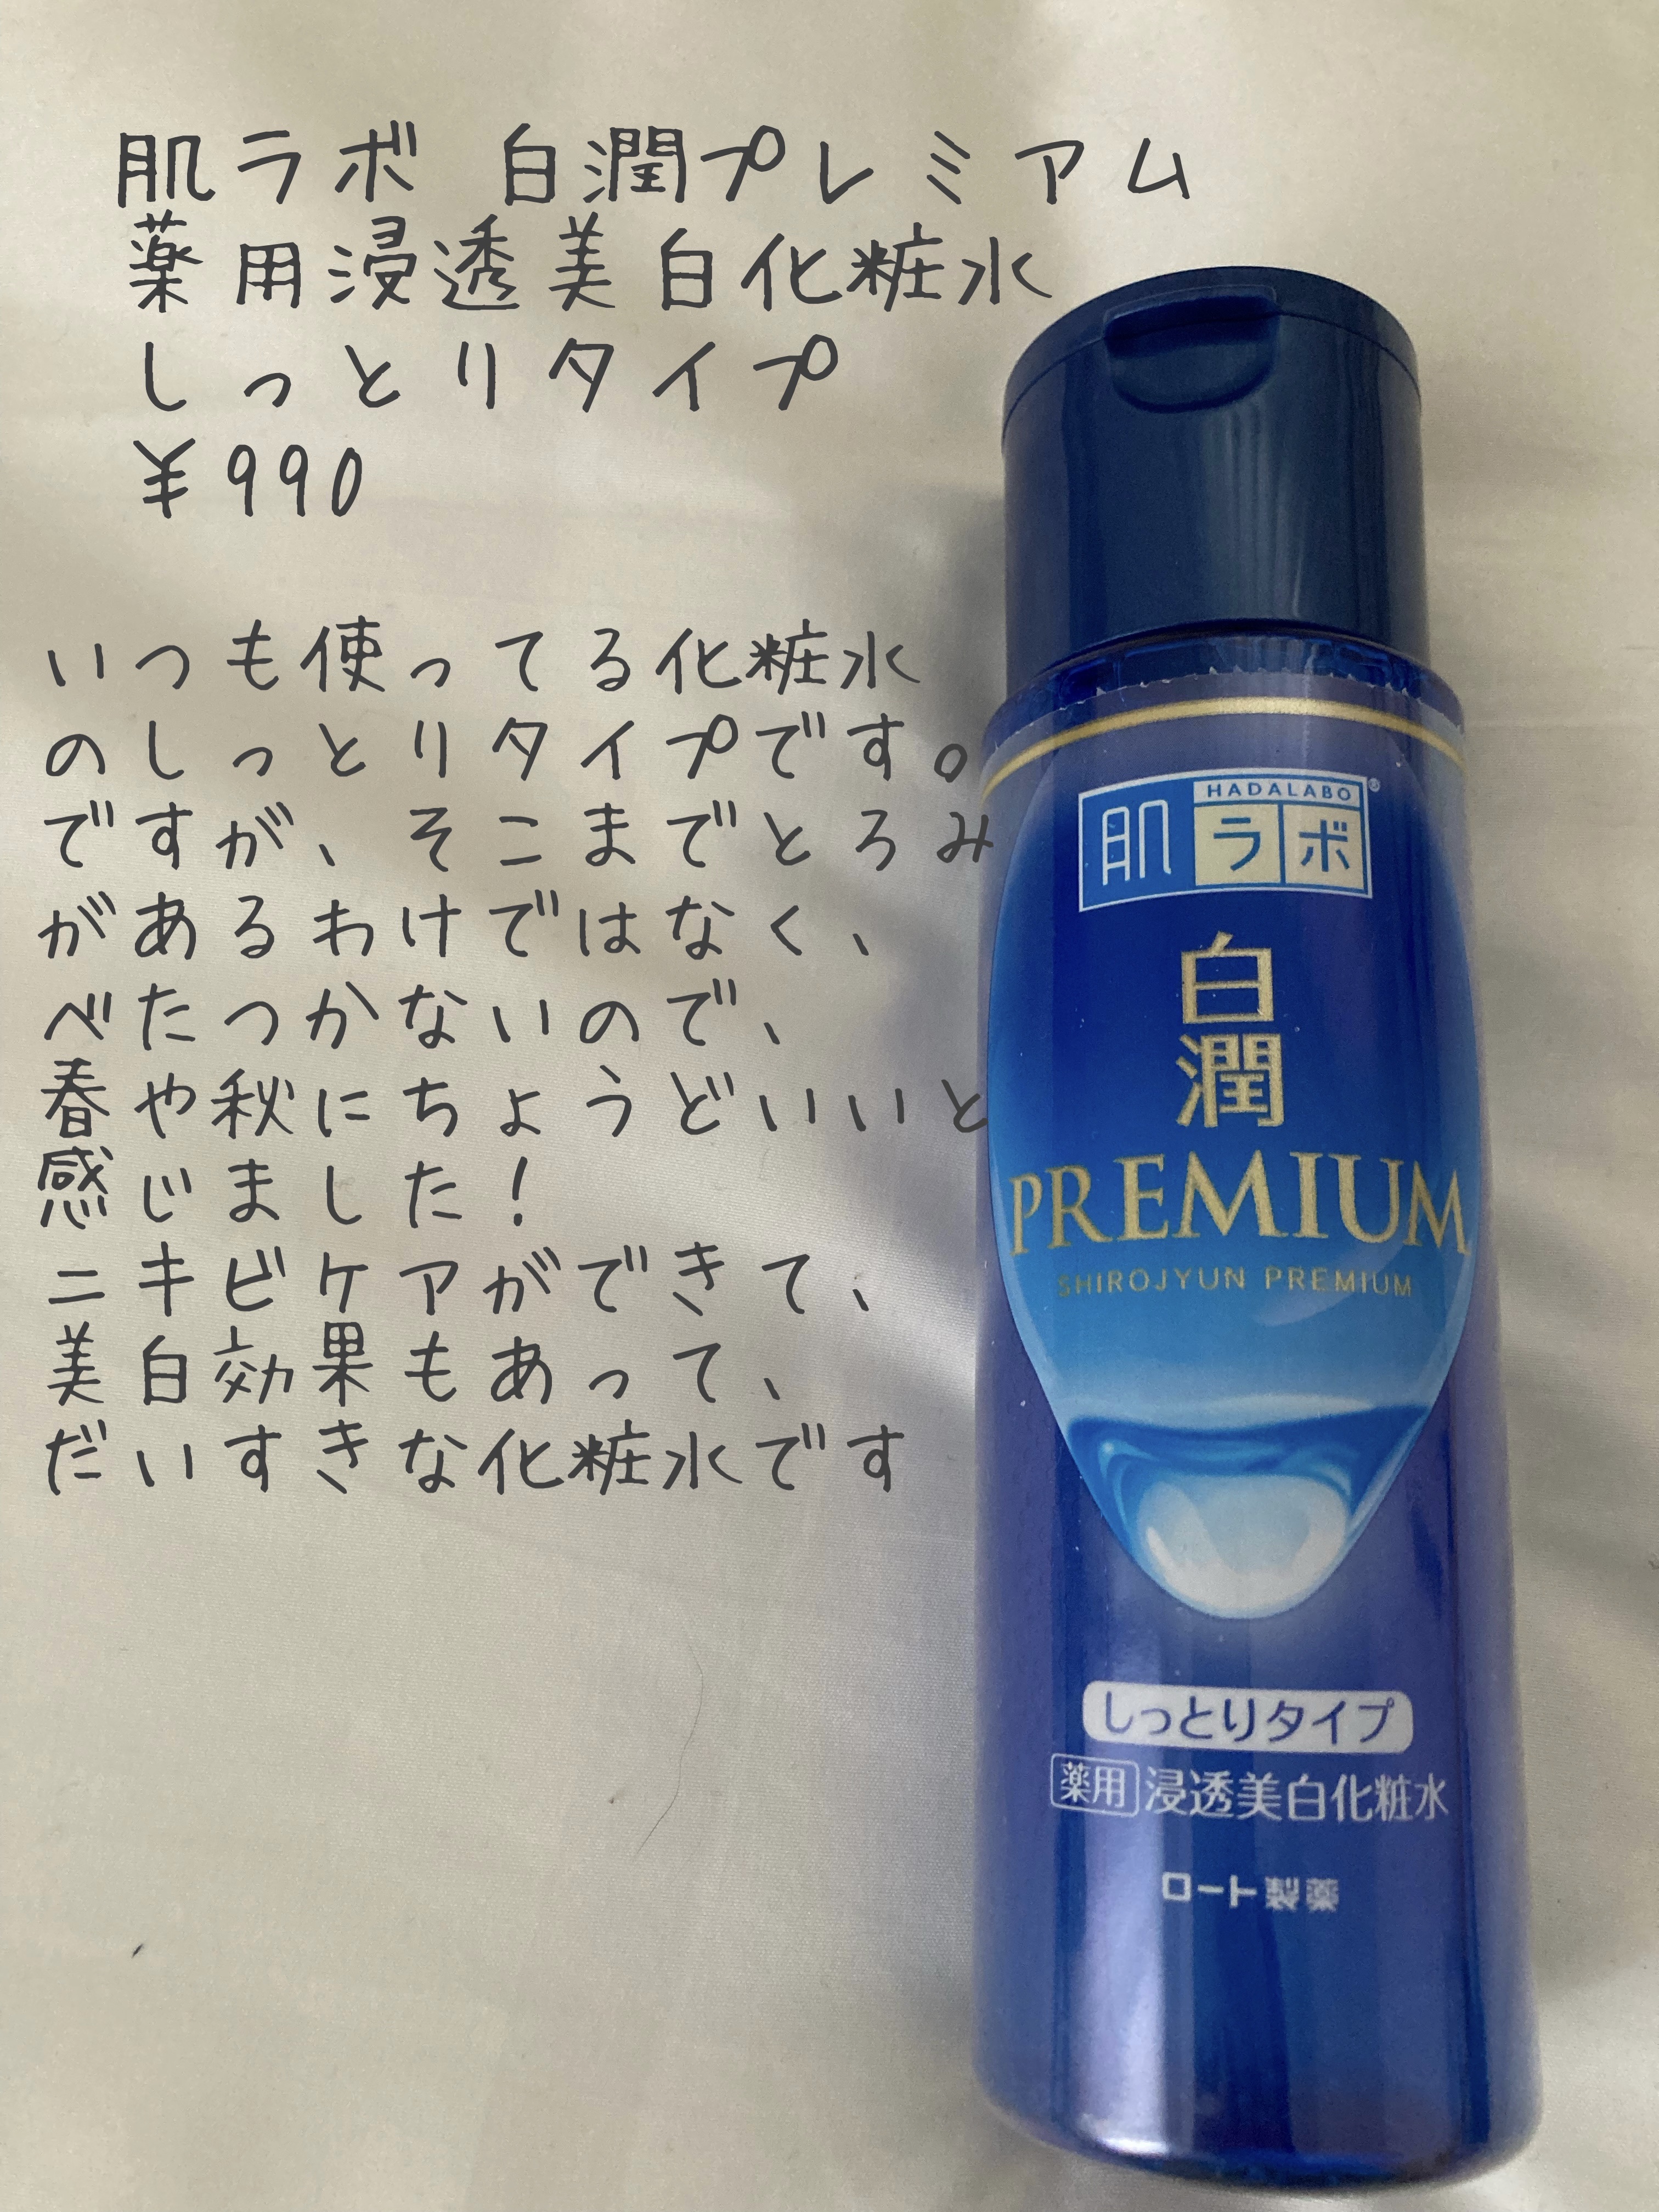 肌ラボ 白潤プレミアム
薬用浸透美白化粧水
しっとりタイプ
¥990
いつも使ってる化粧水
のしっとりタイプです。
ですが、そこまでとろみ
があるわけではなく、
べたつかないので、
春や秋にちょうどいいと
感じました!
ニキビケアができて、
美白効果もあって、
だいすきな化粧水です
HADALABO
肌ラボ®
白
潤
PREMIUM
SHIROJYUN PREMIUM
しっとりタイプ
薬用 浸透美白化粧水
ロート製薬